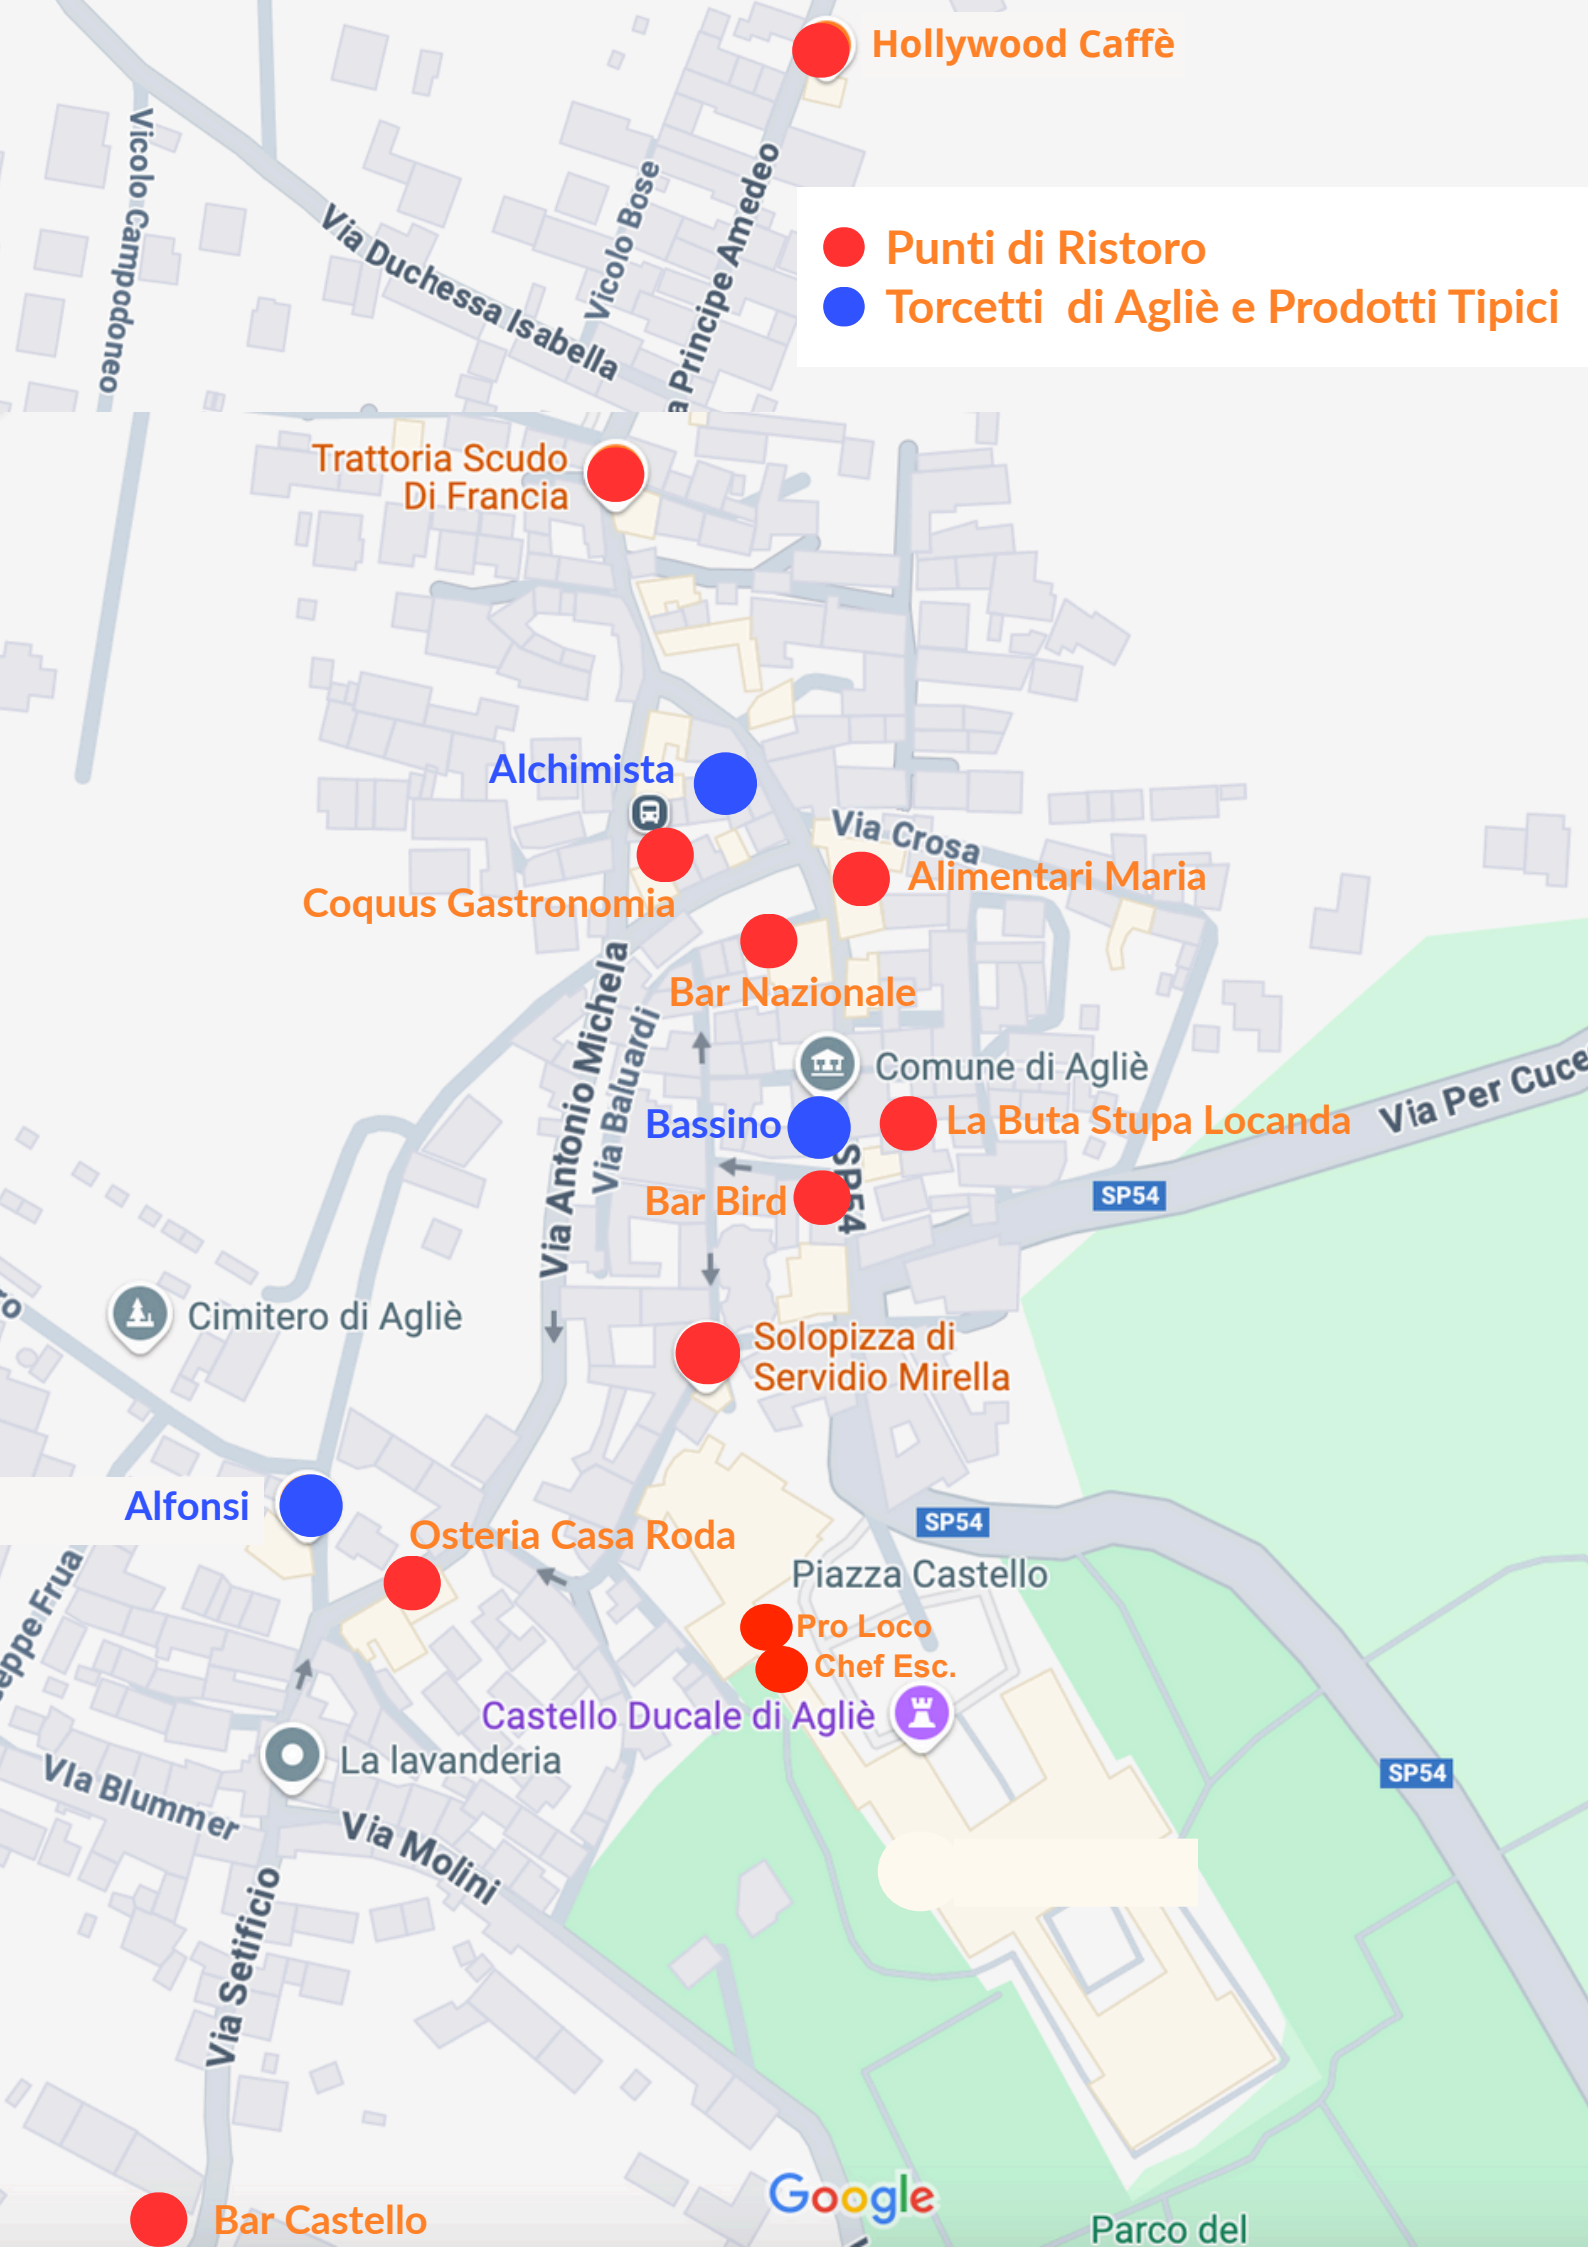 Hollywood Caffè
Vicolo Campodoneo
Via Duchessa Isabella
Vicolo Bose
a Principe Amedeo
Punti di Ristoro
Torcetti di Agliè e Prodotti Tipici
Trattoria Scudo
Di Francia
Alchimista
Via Crosa
Alimentari Maria
Coquus Gastronomia
Bar Nazionale
Via Antonio Michela
Via Baluardi
Comune di Agliè
Via Per Cuce
Bassino
La Buta Stupa Locanda
SP54
SP54
Bar Bird
ro
Cimitero di Agliè
Solopizza di
Servidio Mirella
Alfonsi
Osteria Casa Roda
SP54
Piazza Castello
eppe Frua
Pro Loco
Chef Esc.
Castello Ducale di Agliè
La lavanderia
SP54
VIa Blummer
Via Molini
Via Setificio
Google
Bar Castello
Parco del